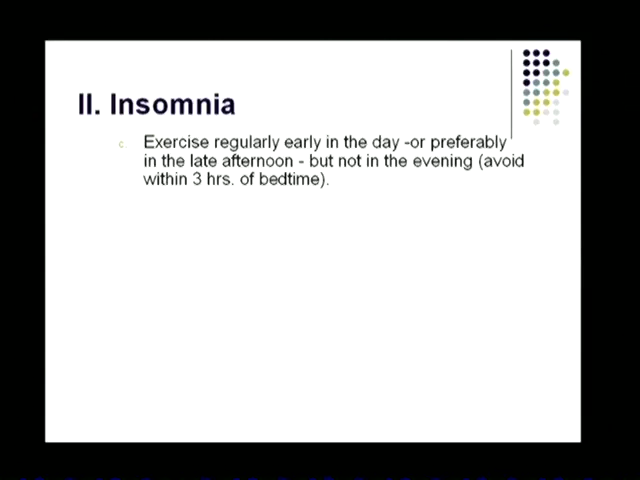 II. Insomnia
c. Exercise regularly early in the day -or preferably
in the late afternoon - but not in the evening (avoid
within 3 hrs. of bedtime).